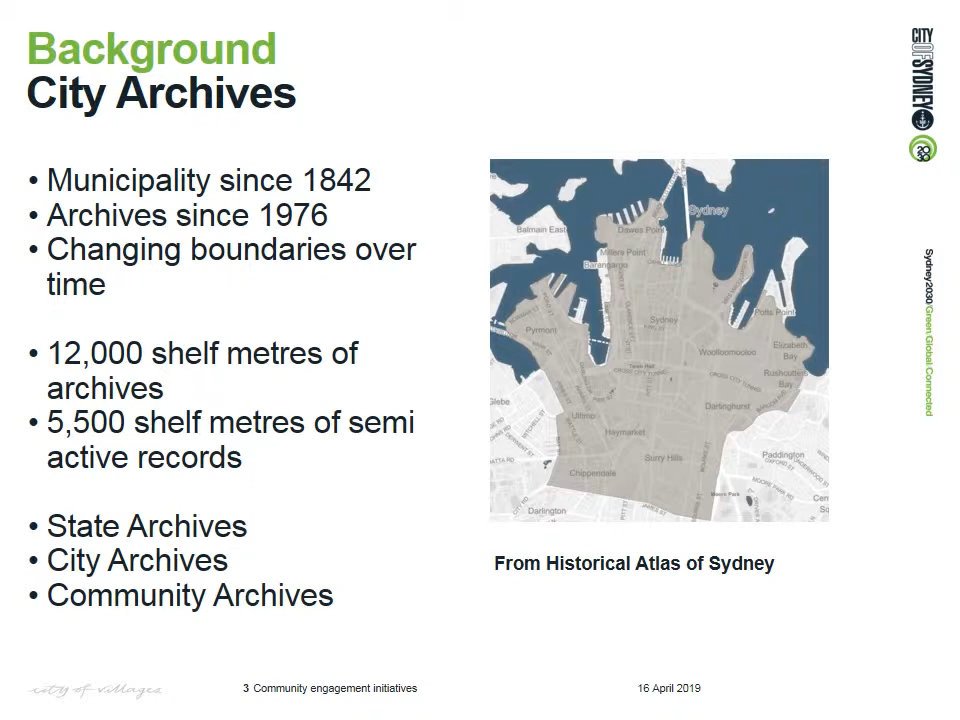 Background
City Archives
• Municipality since 1842
• Archives since 1976
• Changing boundaries over
time
• 12,000 shelf metres of
archives
• 5,500 shelf metres of semi
active records
• State Archives
• City Archives
• Community Archives
Sydney
Balmain East
Dawes Point
Millers Point
Barangaroo
Potts Point
Pyrmont
Sydney
Elizabeth
Bay
Woolloomooloo
Town Hall
CROSS CITY TUNNEL
CROSS CITY TUNNEL
Rushcutters
Bay
Glebe
Darlinghurst
Ultimo
Haymarket
Surry Hills
Paddington
Chippendale
Moore Park
Darlington
From Historical Atlas of Sydney
CITY OF SYDNEY
2030
Sydney2030/Green/Global/Connected
city of villages
3 Community engagement initiatives
16 April 2019